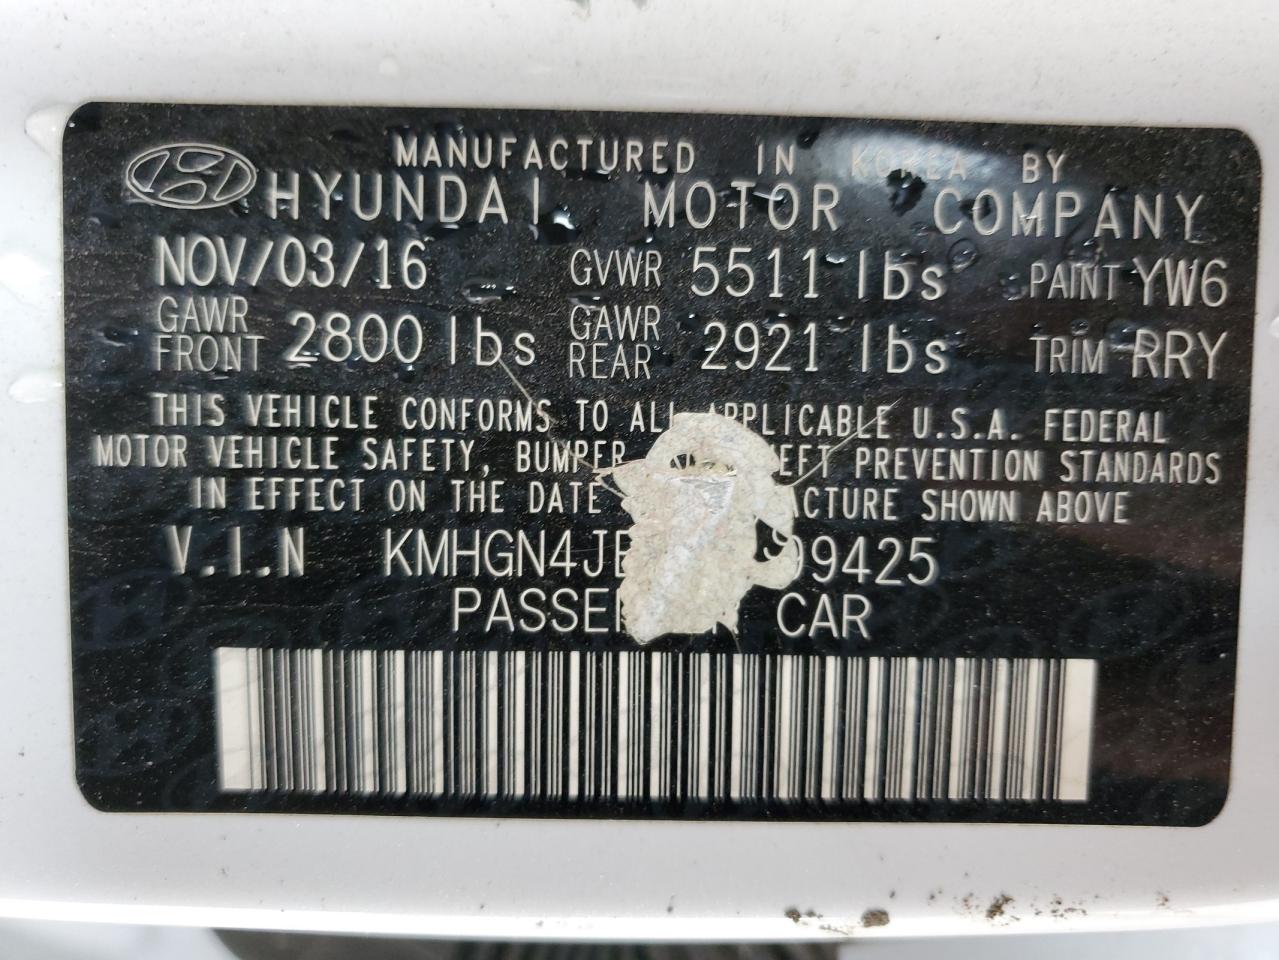 MANUFACTURED IN KOREA BY
HYUNDAI MOTOR COMPANY
NOV/03/16 GVWR 5511 lbs PAINT YW6
GAWR FRONT 2800 lbs GAWR REAR 2921 lbs TRIM RRY
THIS VEHICLE CONFORMS TO ALL APPLICABLE U.S.A. FEDERAL
MOTOR VEHICLE SAFETY, BUMPER EFT PREVENTION STANDARDS
IN EFFECT ON THE DATE CTURE SHOWN ABOVE
V.I.N KMHGN4JE 99425
PASSE CAR